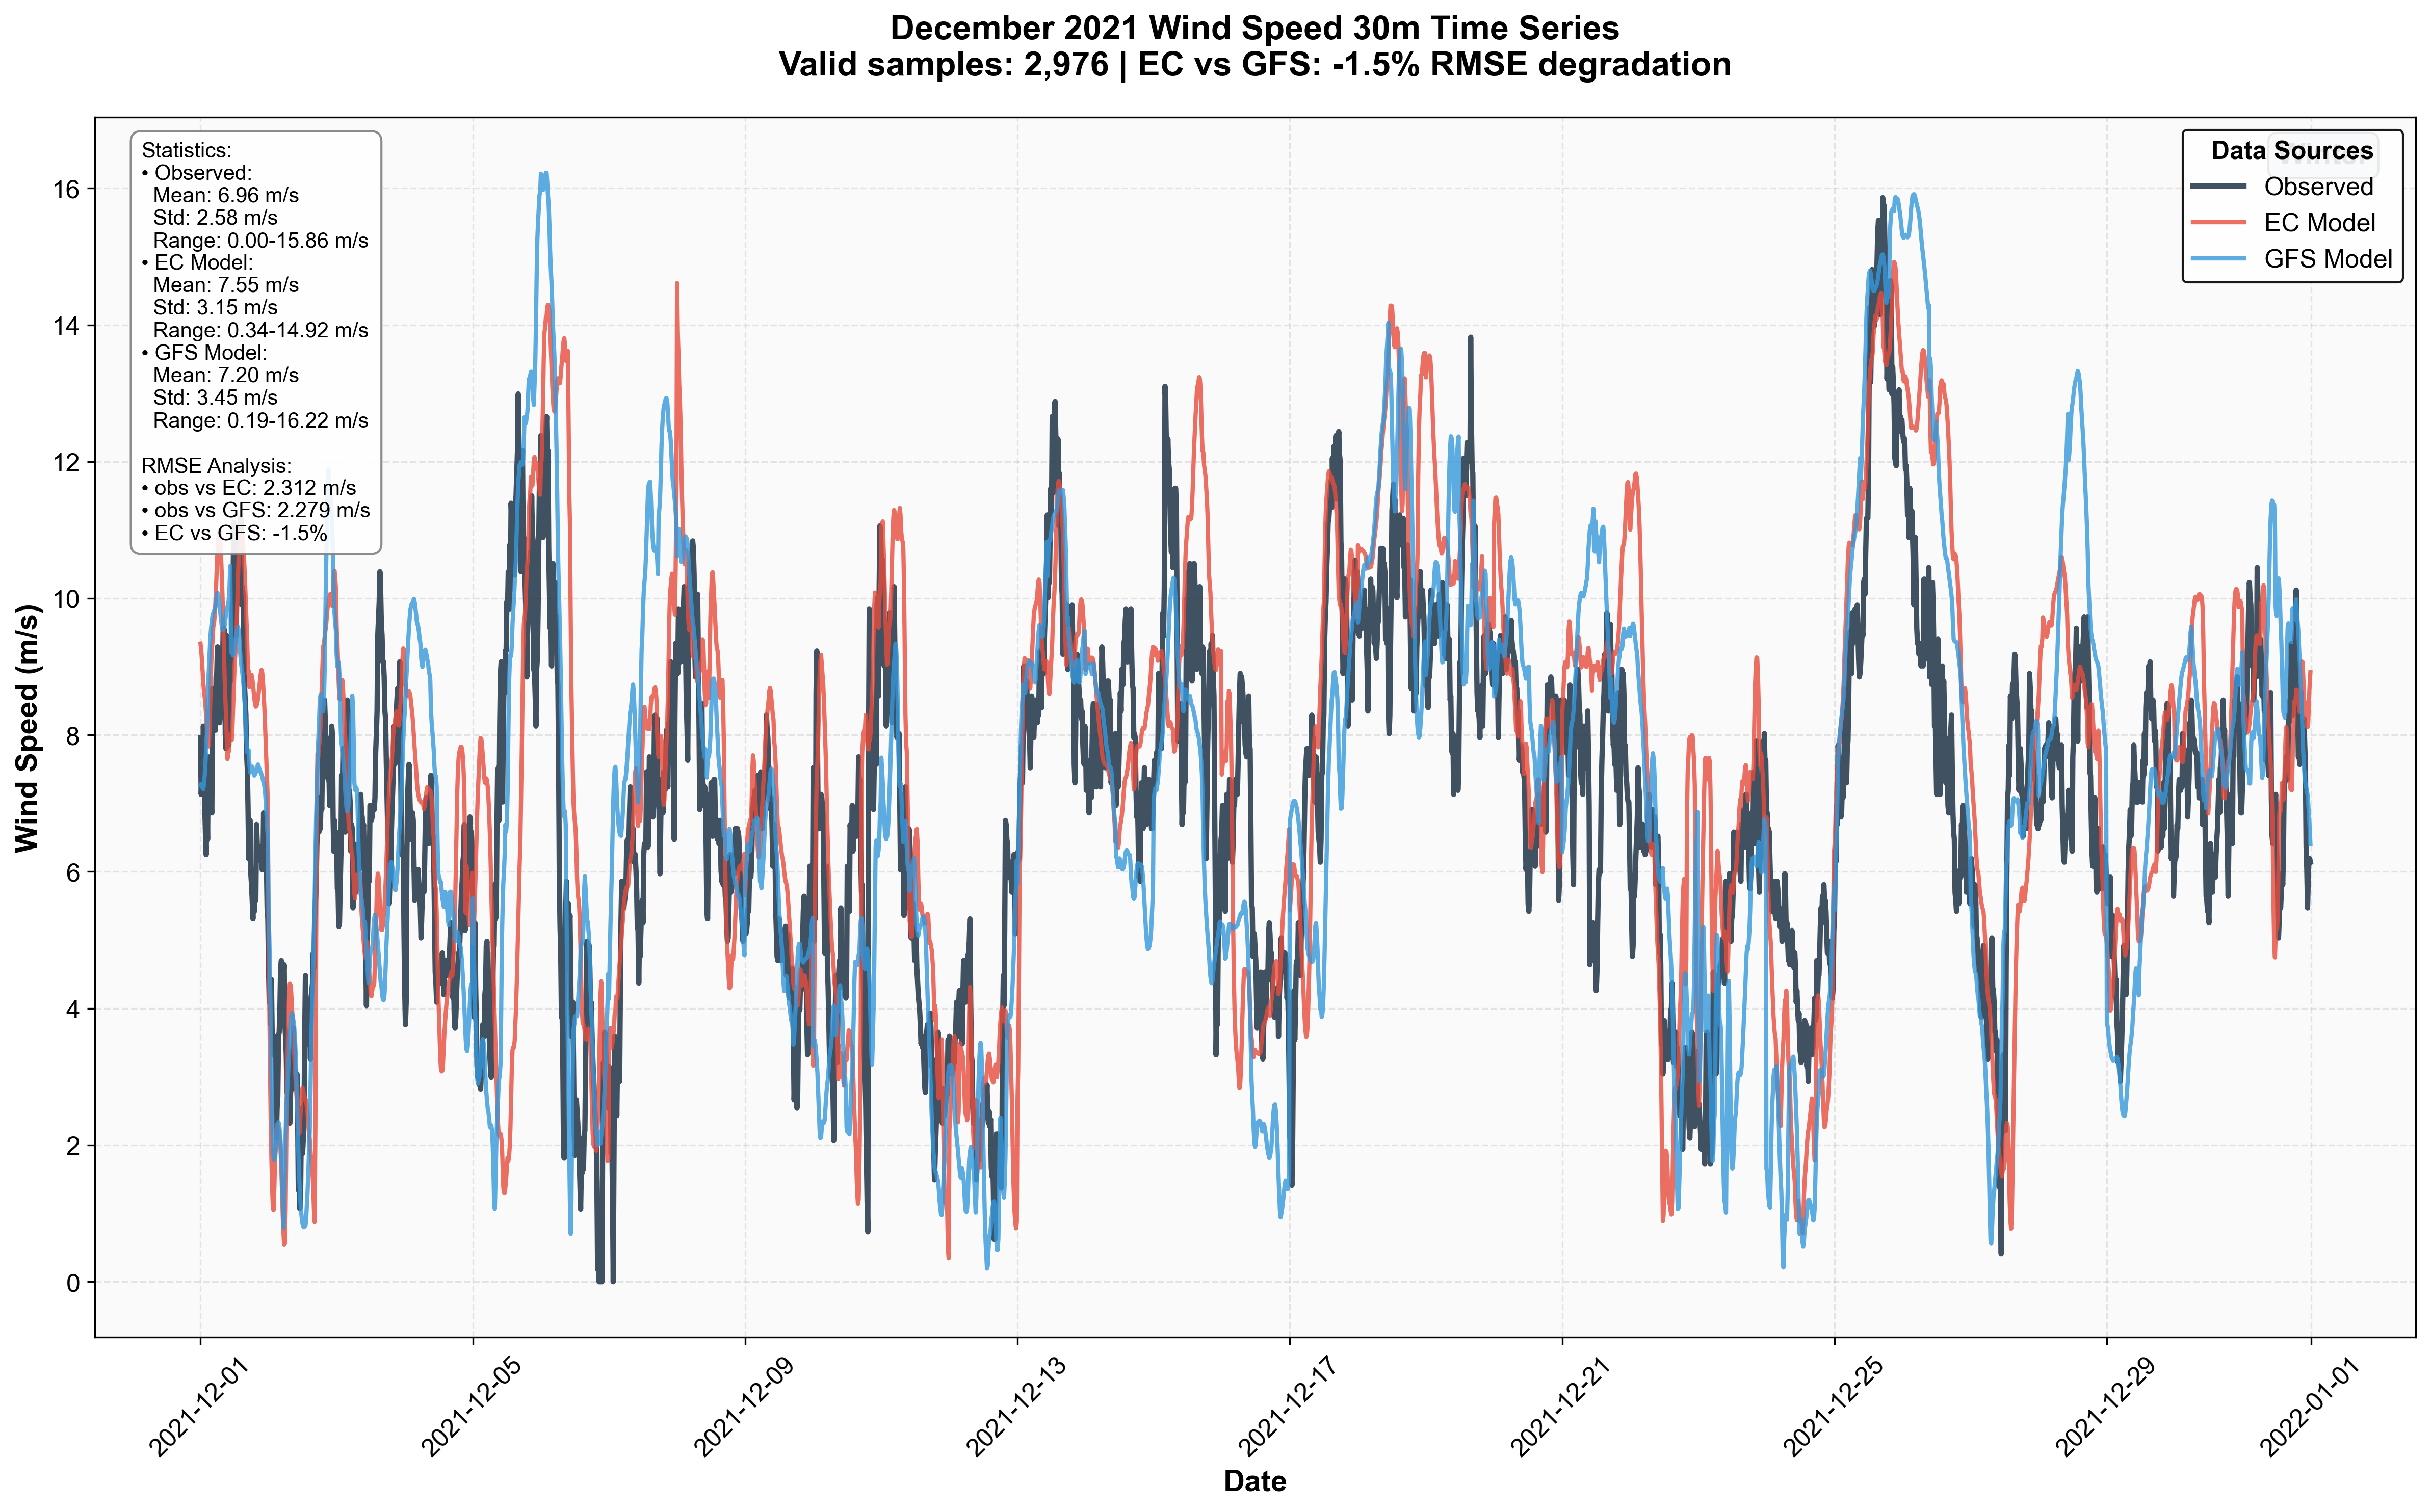 December 2021 Wind Speed 30m Time Series
Valid samples: 2,976 | EC vs GFS: -1.5% RMSE degradation
Statistics:
• Observed:
Mean: 6.96 m/s
Std: 2.58 m/s
Range: 0.00-15.86 m/s
• EC Model:
Mean: 7.55 m/s
Std: 3.15 m/s
Range: 0.34-14.92 m/s
• GFS Model:
Mean: 7.20 m/s
Std: 3.45 m/s
Range: 0.19-16.22 m/s
RMSE Analysis:
• obs vs EC: 2.312 m/s
• obs vs GFS: 2.279 m/s
• EC vs GFS: -1.5%
Data Sources
Observed
EC Model
GFS Model
Wind Speed (m/s)
16
14
12
10
8
6
4
2
0
2021-12-01
2021-12-05
2021-12-09
2021-12-13
2021-12-17
2021-12-21
2021-12-25
2021-12-29
2022-01-01
Date